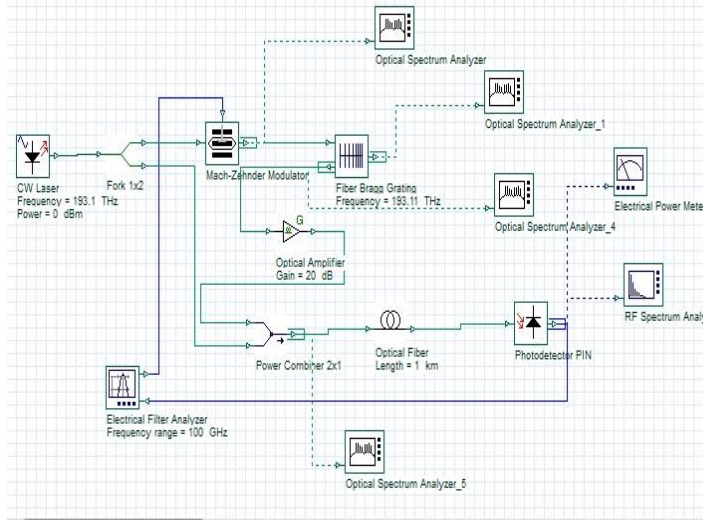 Optical Spectrum Analyzer
Optical Spectrum Analyzer_1
Mach-Zehnder Modulator
CW Laser
Frequency = 193.1 THz
Power = 0 dBm
Fork 1x2
Fiber Bragg Grating
Frequency = 193.11 THz
Optical Spectrum Analyzer_4
Electrical Power Mete
G
Optical Amplifier
Gain = 20 dB
RF Spectrum Analy
Power Combiner 2x1
Optical Fiber
Length = 1 km
Photodetector PIN
Electrical Filter Analyzer
Frequency range = 100 GHz
Optical Spectrum Analyzer_5